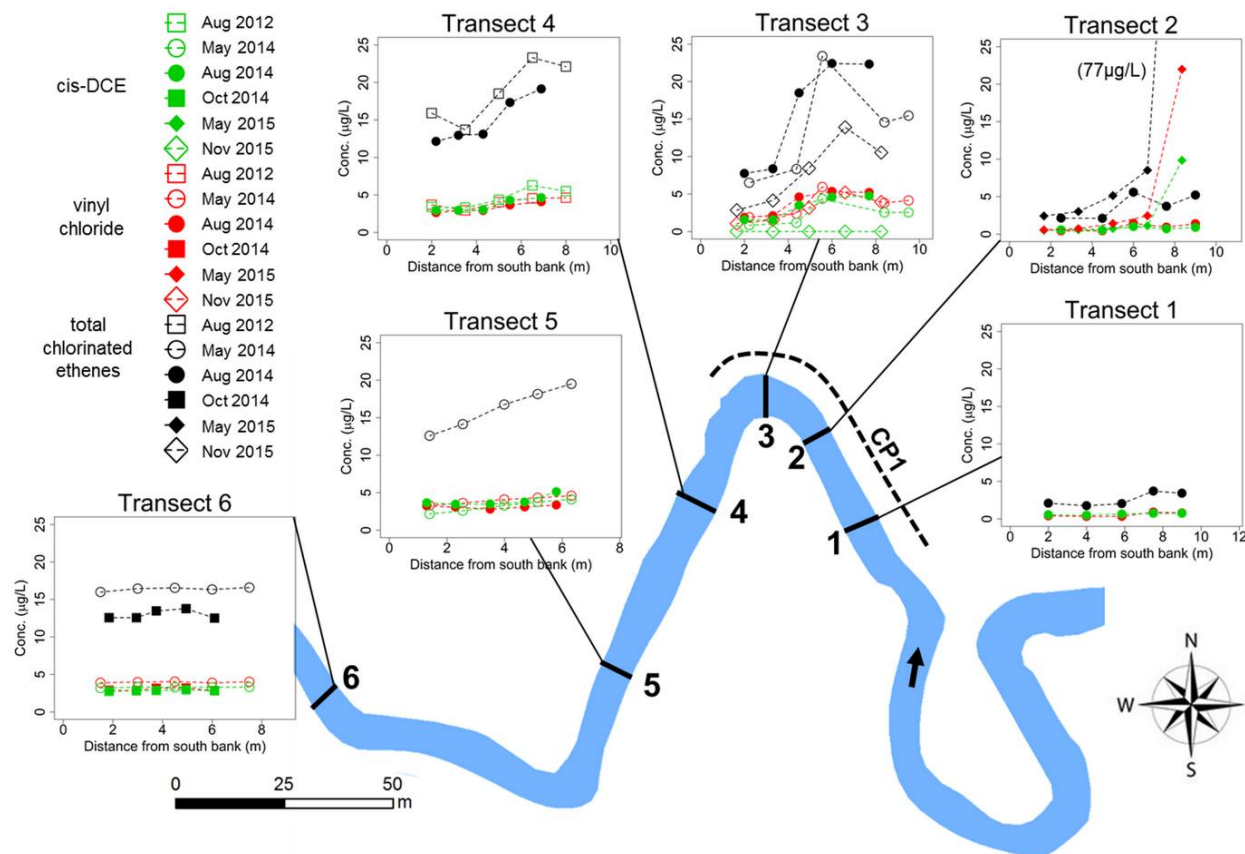 cis-DCE
Aug 2012
May 2014
Aug 2014
Oct 2014
May 2015
Nov 2015
vinyl
chloride
Aug 2012
May 2014
Aug 2014
Oct 2014
May 2015
Nov 2015
total
chlorinated
ethenes
Aug 2012
May 2014
Aug 2014
Oct 2014
May 2015
Nov 2015
Transect 4
Conc. (µg/L)
0 5 10 15 20 25
0 2 4 6 8 10
Distance from south bank (m)
Transect 3
Conc. (µg/L)
0 5 10 15 20 25
0 2 4 6 8 10
Distance from south bank (m)
Transect 2
(77µg/L)
Conc. (µg/L)
0 5 10 15 20 25
0 2 4 6 8 10
Distance from south bank (m)
Transect 5
Conc. (µg/L)
0 5 10 15 20 25
0 2 4 6 8
Distance from south bank (m)
Transect 1
Conc. (µg/L)
0 5 10 15 20 25
0 2 4 6 8 10 12
Distance from south bank (m)
Transect 6
Conc. (µg/L)
0 5 10 15 20 25
0 2 4 6 8
Distance from south bank (m)
3
2
CP1
4
1
5
6
N
W
E
S
0 25 50
m